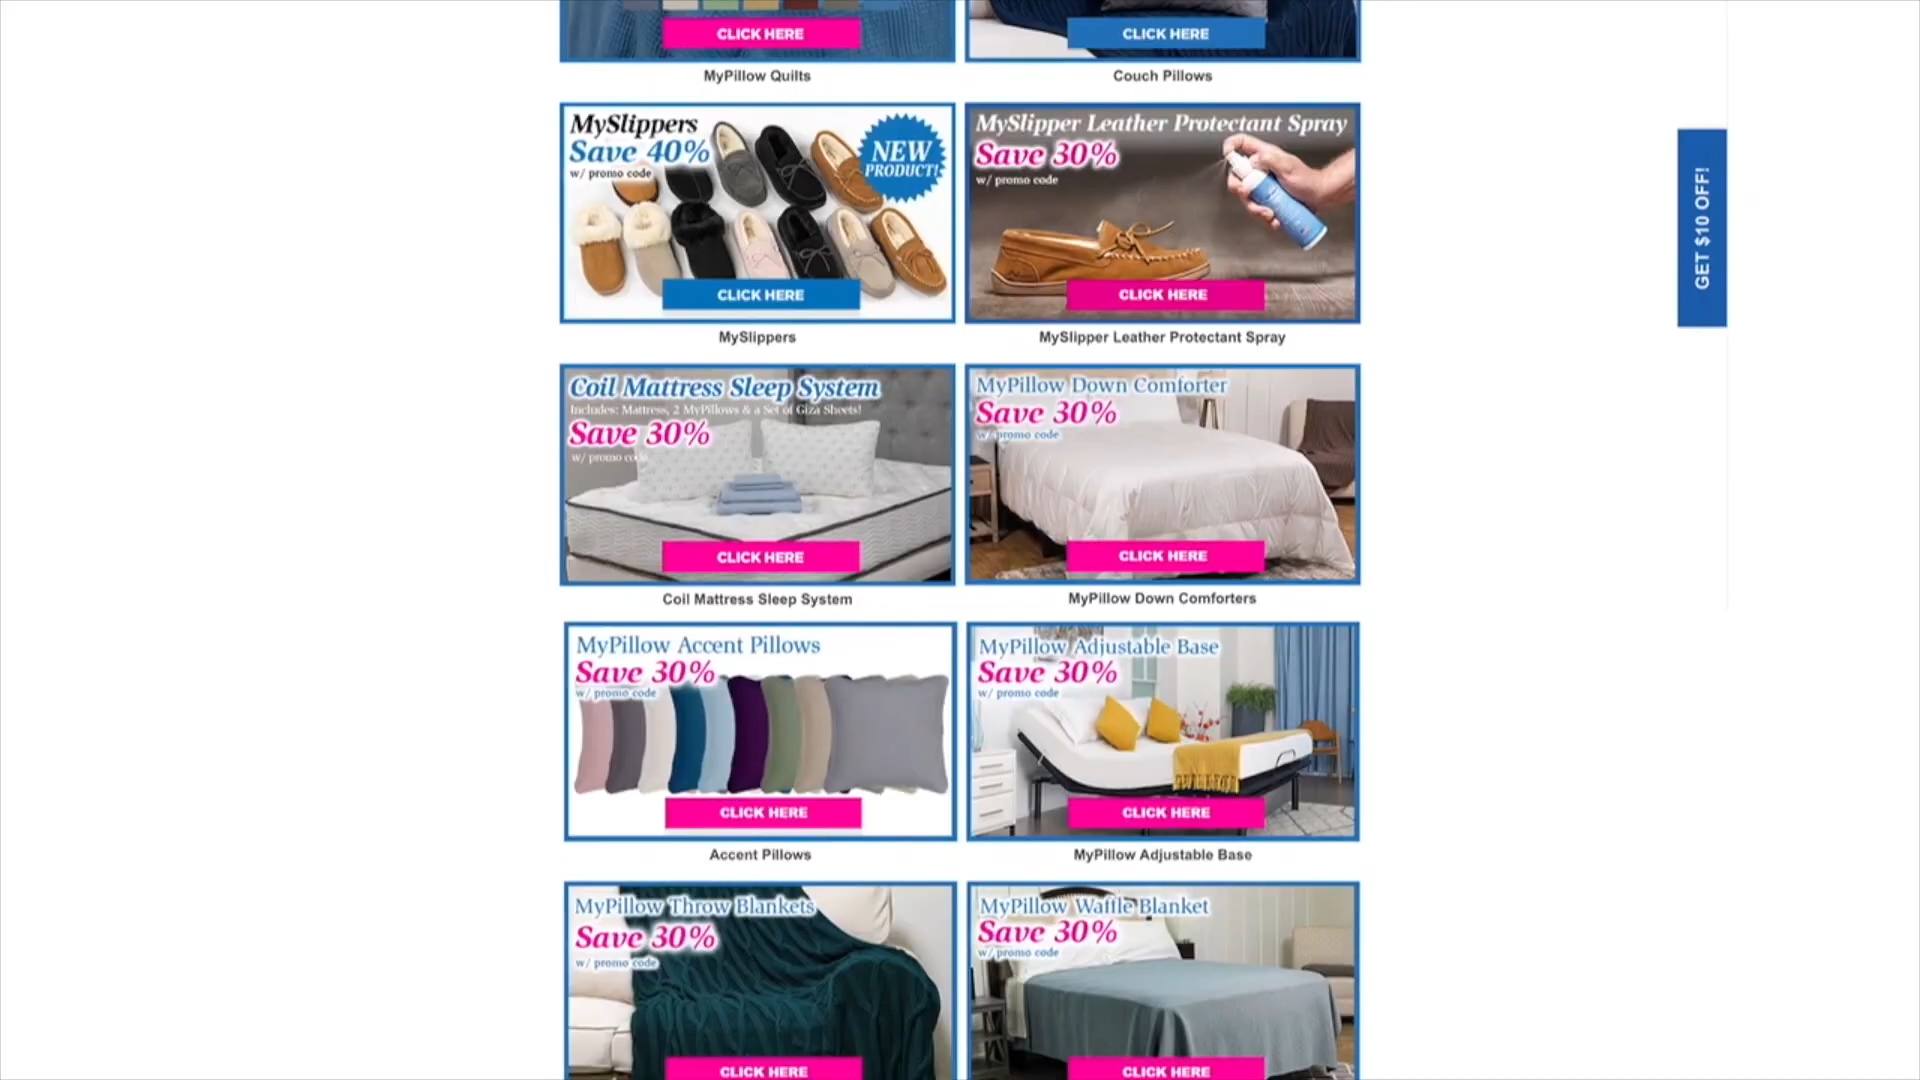 CLICK HERE
CLICK HERE
MyPillow Quilts
Couch Pillows
MySlippers
Save 40%
w/ promo code
NEW
PRODUCT!
CLICK HERE
MySlipper Leather Protectant Spray
Save 30%
w/ promo code
CLICK HERE
MySlippers
MySlipper Leather Protectant Spray
GET $10 OFF!
Coil Mattress Sleep System
Includes: Mattress, 2 MyPillows & a Set of Giza Sheets!
Save 30%
w/ promo code
CLICK HERE
MyPillow Down Comforter
Save 30%
w/ promo code
CLICK HERE
Coil Mattress Sleep System
MyPillow Down Comforters
MyPillow Accent Pillows
Save 30%
w/ promo code
CLICK HERE
MyPillow Adjustable Base
Save 30%
w/ promo code
CLICK HERE
Accent Pillows
MyPillow Adjustable Base
MyPillow Throw Blankets
Save 30%
w/ promo code
CLICK HERE
MyPillow Waffle Blanket
Save 30%
w/ promo code
CLICK HERE